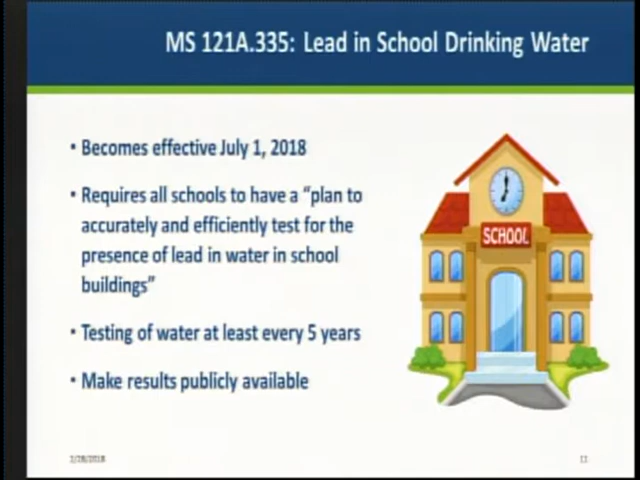 MS 121A.335: Lead in School Drinking Water
• Becomes effective July 1, 2018
• Requires all schools to have a “plan to
accurately and efficiently test for the
presence of lead in water in school
buildings”
SCHOOL
• Testing of water at least every 5 years
• Make results publicly available
2/28/2018
11